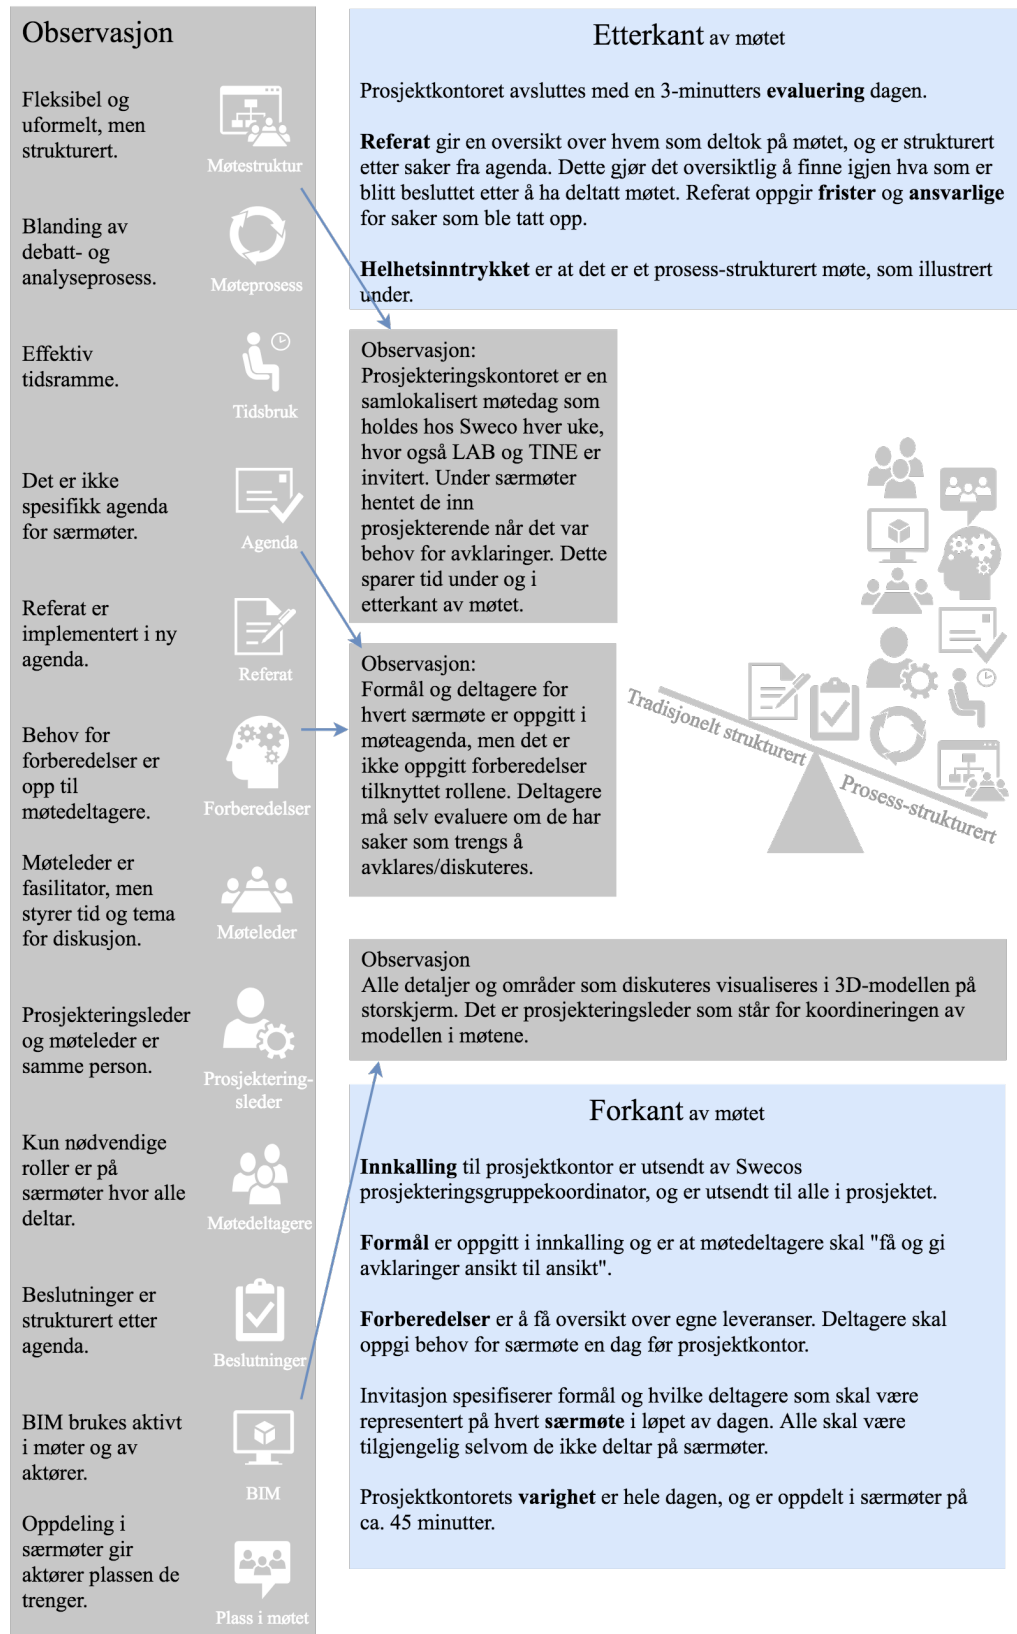 Observasjon
Fleksibel og
uformelt, men
strukturert.
Møtestruktur
Blanding av
debatt- og
analyseprosess.
Møteprosess
Effektiv
tidsramme.
Tidsbruk
Det er ikke
spesifikk agenda
for særmøter.
Agenda
Referat er
implementert i ny
agenda.
Referat
Behov for
forberedelser er
opp til
møtedeltagere.
Forberedelser
Møteleder er
fasilitator, men
styrer tid og tema
for diskusjon.
Møteleder
Prosjekteringsleder
og møteleder er
samme person.
Prosjektering-
sleder
Kun nødvendige
roller er på
særmøter hvor alle
deltar.
Møtedeltagere
Beslutninger er
strukturert etter
agenda.
Beslutninger
BIM brukes aktivt
i møter og av
aktører.
BIM
Oppdeling i
særmøter gir
aktører plassen de
trenger.
Plass i møtet
Etterkant av møtet
Prosjektkontoret avsluttes med en 3-minutters evaluering dagen.
Referat gir en oversikt over hvem som deltok på møtet, og er strukturert
etter saker fra agenda. Dette gjør det oversiktlig å finne igjen hva som er
blitt besluttet etter å ha deltatt møtet. Referat oppgir frister og ansvarlige
for saker som ble tatt opp.
Helhetsinntrykket er at det er et prosess-strukturert møte, som illustrert
under.
Observasjon:
Prosjekteringskontoret er en
samlokalisert møtedag som
holdes hos Sweco hver uke,
hvor også LAB og TINE er
invitert. Under særmøter
hentet de inn
prosjekterende når det var
behov for avklaringer. Dette
sparer tid under og i
etterkant av møtet.
Observasjon:
Formål og deltagere for
hvert særmøte er oppgitt i
møteagenda, men det er
ikke oppgitt forberedelser
tilknyttet rollene. Deltagere
må selv evaluere om de har
saker som trengs å
avklares/diskuteres.
Tradisjonelt strukturert
Prosess-strukturert
Observasjon
Alle detaljer og områder som diskuteres visualiseres i 3D-modellen på
storskjerm. Det er prosjekteringsleder som står for koordineringen av
modellen i møtene.
Forkant av møtet
Innkalling til prosjektkontor er utsendt av Swecos
prosjekteringsgruppekoordinator, og er utsendt til alle i prosjektet.
Formål er oppgitt i innkalling og er at møtedeltagere skal "få og gi
avklaringer ansikt til ansikt".
Forberedelser er å få oversikt over egne leveranser. Deltagere skal
oppgi behov for særmøte en dag før prosjektkontor.
Invitasjon spesifiserer formål og hvilke deltagere som skal være
representert på hvert særmøte i løpet av dagen. Alle skal være
tilgjengelig selvom de ikke deltar på særmøter.
Prosjektkontorets varighet er hele dagen, og er oppdelt i særmøter på
ca. 45 minutter.